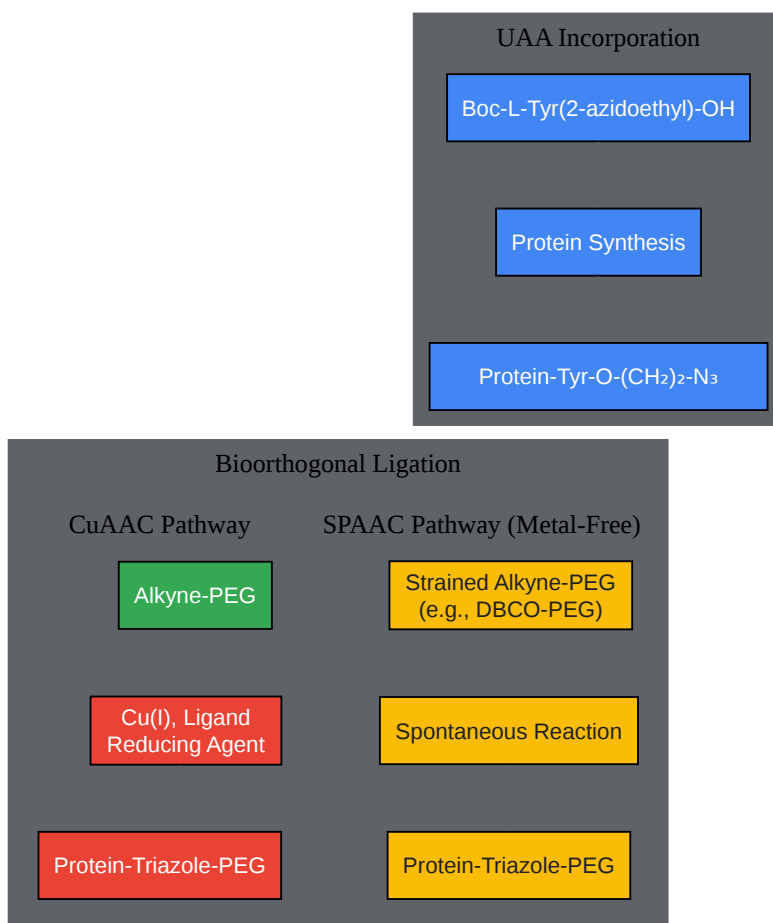 UAA Incorporation
Boc-L-Tyr(2-azidoethyl)-OH
Protein Synthesis
Protein-Tyr-O-(CH₂)₂-N₃
Bioorthogonal Ligation
CuAAC Pathway
SPAAC Pathway (Metal-Free)
Alkyne-PEG
Strained Alkyne-PEG
(e.g., DBCO-PEG)
Cu(I), Ligand
Reducing Agent
Spontaneous Reaction
Protein-Triazole-PEG
Protein-Triazole-PEG